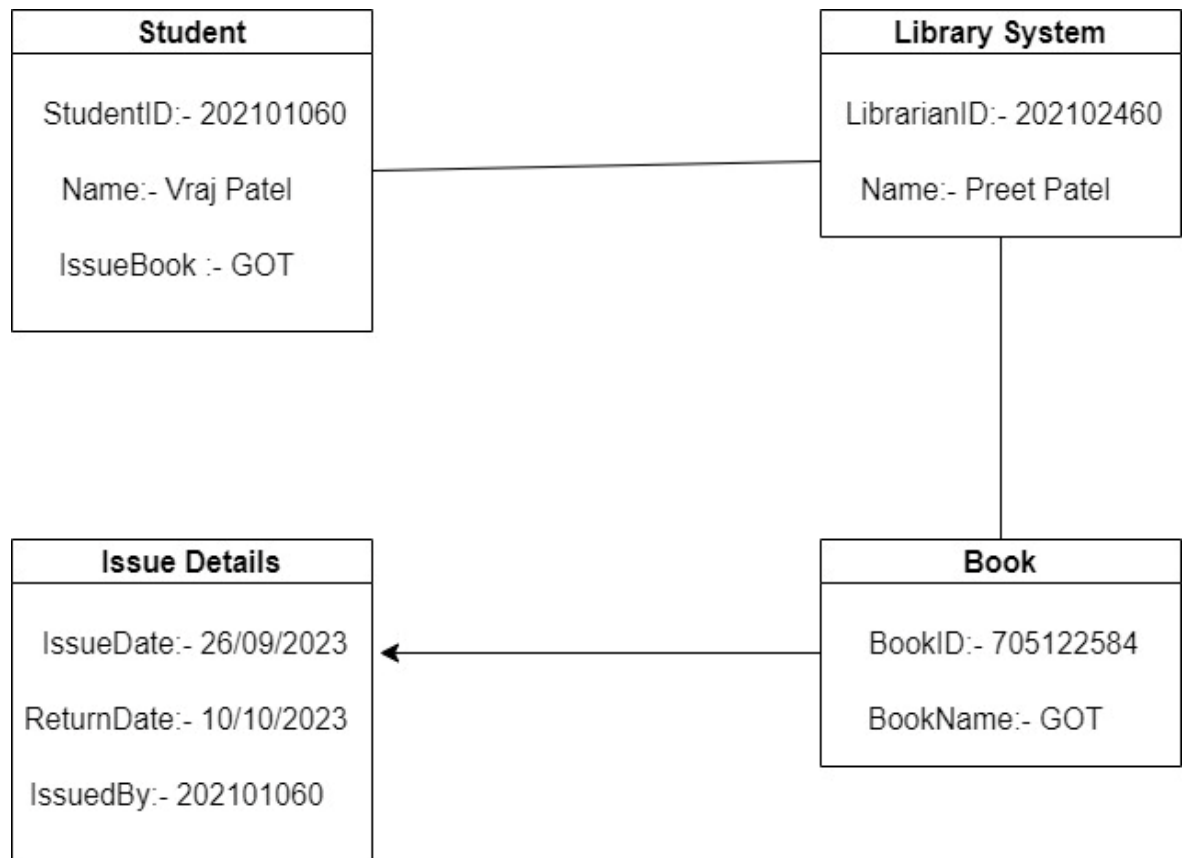 Student
StudentID:- 202101060
Name:- Vraj Patel
IssueBook :- GOT
Library System
LibrarianID:- 202102460
Name:- Preet Patel
Issue Details
IssueDate:- 26/09/2023
ReturnDate:- 10/10/2023
IssuedBy:- 202101060
Book
BookID:- 705122584
BookName:- GOT